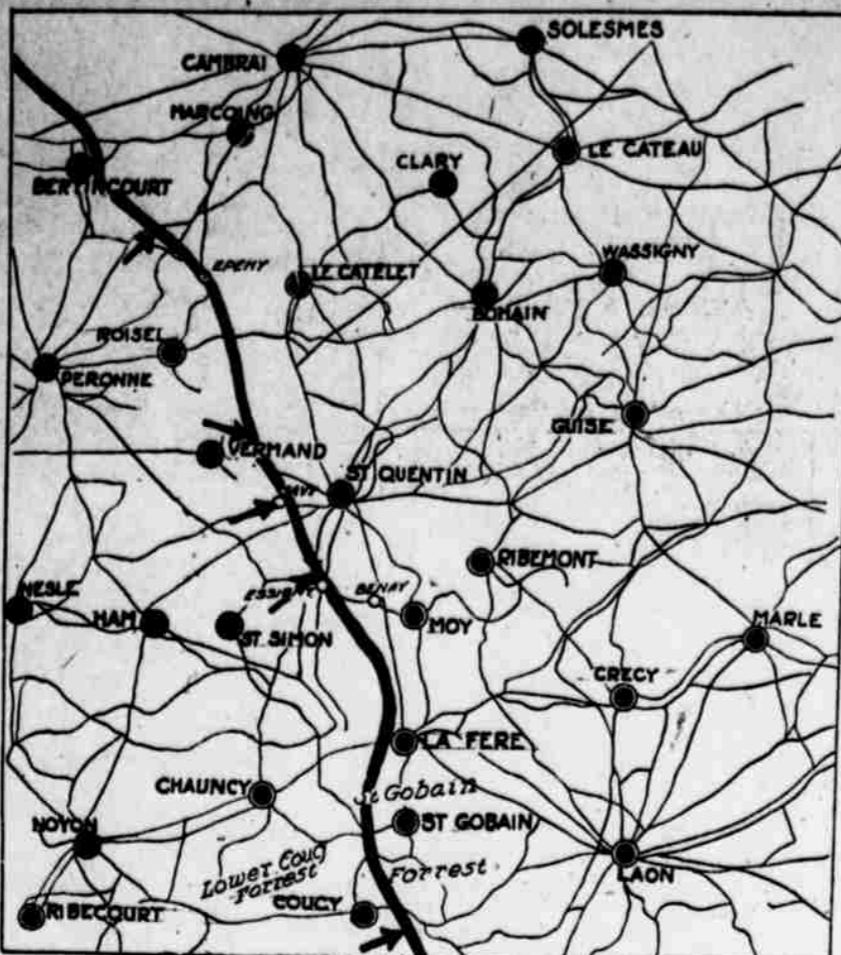 SOLESMES
CAMBRAI
MARCOING
LE CATEAU
CLARY
BERTINCOURT
WASSIGNY
EPEHY
LE CATELET
BOHAIN
ROISEL
PERONNE
GUISE
VERMAND
ST QUENTIN
RIBEMONT
NESLE
ESSIGNY
BENAY
HAM
ST. SIMON
MOY
MARLE
CRECY
LA FERE
CHAUNCY
St Gobain
NOYON
ST GOBAIN
Lower Coucy
Forrest
Forrest
LAON
RIBECOURT
COUCY